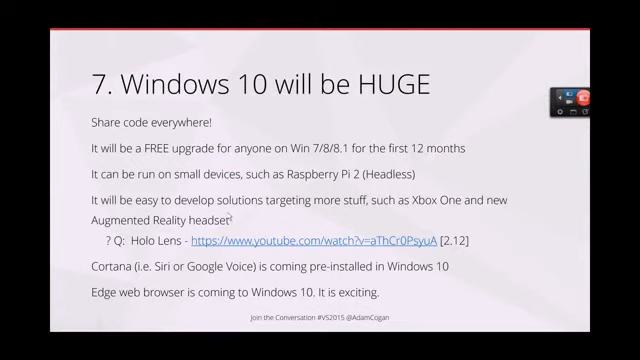 7. Windows 10 will be HUGE
Share code everywhere!
It will be a FREE upgrade for anyone on Win 7/8/8.1 for the first 12 months
It can be run on small devices, such as Raspberry Pi 2 (Headless)
It will be easy to develop solutions targeting more stuff, such as Xbox One and new
Augmented Reality headset
? Q: Holo Lens - https://www.youtube.com/watch?v=aThCr0PsyuA [2.12]
Cortana (i.e. Siri or Google Voice) is coming pre-installed in Windows 10
Edge web browser is coming to Windows 10. It is exciting.
Join the Conversation #VS2015 @AdamCogan